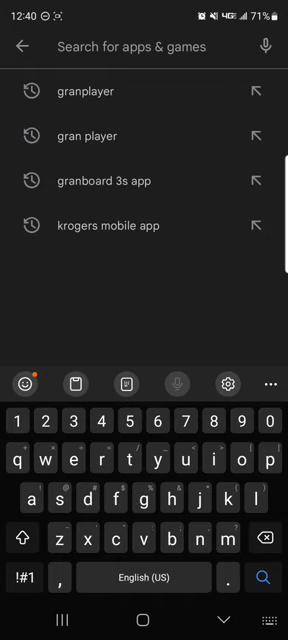 12:40 4G 71%
Search for apps & games
granplayer
gran player
granboard 3s app
krogers mobile app
1 2 3 4 5 6 7 8 9 0
q w e r t y u i o p
a s d f g h j k l
z x c v b n m
!#1 , English (US) .